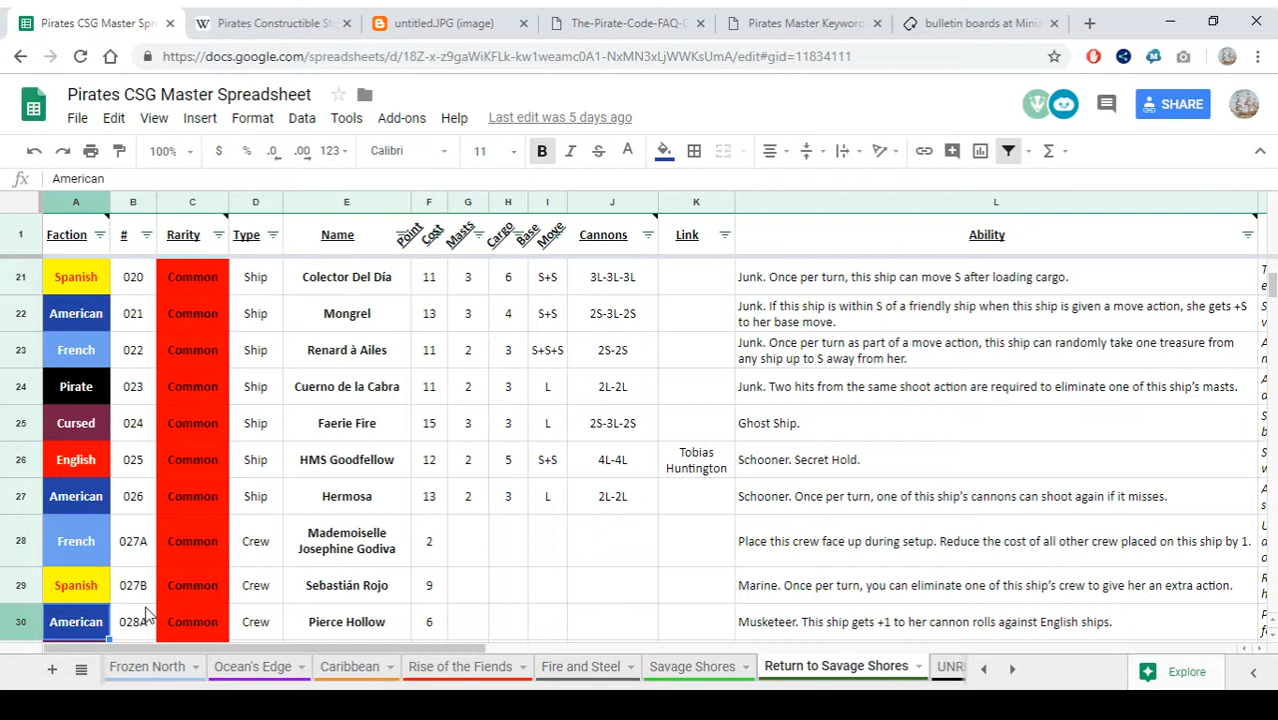 Pirates CSG Master Spr
Pirates Constructible St
untitledJPG (image)
The-Pirate-Code-FAQ-D
Pirates Master Keyword
bulletin boards at Minia
https://docs.google.com/spreadsheets/d/18Z-x-z9gaWiKFLk-kw1weamc0A1-NxMN3xLjWWKsUmA/edit#gid=11834111
Pirates CSG Master Spreadsheet
SHARE
File Edit View Insert Format Data Tools Add-ons Help Last edit was 5 days ago
100% $ % .0 .00 123 Calibri 11 B I S A
fx American
A B C D E F G H I J K L
1 Faction # Rarity Type Name Point Cost Masts Cargo Base Move Cannons Link Ability
21 Spanish 020 Common Ship Colector Del Día 11 3 6 S+S 3L-3L-3L Junk. Once per turn, this ship can move S after loading cargo.
22 American 021 Common Ship Mongrel 13 3 4 S+S 2S-3L-2S Junk. If this ship is within S of a friendly ship when this ship is given a move action, she gets +S
to her base move.
23 French 022 Common Ship Renard à Ailes 11 2 3 S+S+S 2S-2S Junk. Once per turn as part of a move action, this ship can randomly take one treasure from
any ship up to S away from her.
24 Pirate 023 Common Ship Cuerno de la Cabra 11 2 3 L 2L-2L Junk. Two hits from the same shoot action are required to eliminate one of this ship's masts.
25 Cursed 024 Common Ship Faerie Fire 15 3 3 L 2S-3L-2S Ghost Ship.
26 English 025 Common Ship HMS Goodfellow 12 2 5 S+S 4L-4L Tobias
Huntington Schooner. Secret Hold.
27 American 026 Common Ship Hermosa 13 2 3 L 2L-2L Schooner. Once per turn, one of this ship's cannons can shoot again if it misses.
28 French 027A Common Crew Mademoiselle
Josephine Godiva 2 Place this crew face up during setup. Reduce the cost of all other crew placed on this ship by 1.
29 Spanish 027B Common Crew Sebastián Rojo 9 Marine. Once per turn, you can eliminate one of this ship's crew to give her an extra action.
30 American 028A Common Crew Pierce Hollow 6 Musketeer. This ship gets +1 to her cannon rolls against English ships.
Frozen North Ocean's Edge Caribbean Rise of the Fiends Fire and Steel Savage Shores Return to Savage Shores UNR
Explore